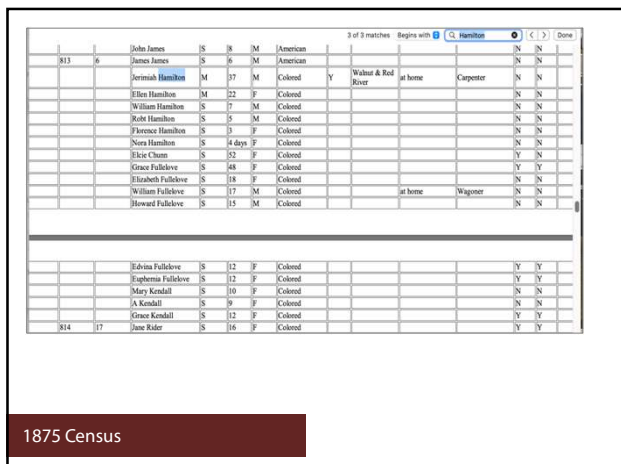 3 of 3 matches Begins with Hamilton Done
John James S 8 M American N N
813 6 James James S 6 M American N N
Jerimiah Hamilton M 37 M Colored Y Walnut & Red River at home Carpenter N N
Ellen Hamilton M 22 F Colored N N
William Hamilton S 7 M Colored N N
Robt Hamilton S 5 M Colored N N
Florence Hamilton S 3 F Colored N N
Nora Hamilton S 4 days F Colored N N
Elcie Chunn S 52 F Colored Y N
Grace Fullelove S 48 F Colored Y Y
Elizabeth Fullelove S 18 F Colored N N
William Fullelove S 17 M Colored at home Wagoner N N
Howard Fullelove S 15 M Colored N N
Edvina Fullelove S 12 F Colored Y Y
Euphemia Fullelove S 12 F Colored Y Y
Mary Kendall S 10 F Colored N N
A Kendall S 9 F Colored N N
Grace Kendall S 12 F Colored Y Y
814 17 Jane Rider S 16 F Colored Y Y
1875 Census